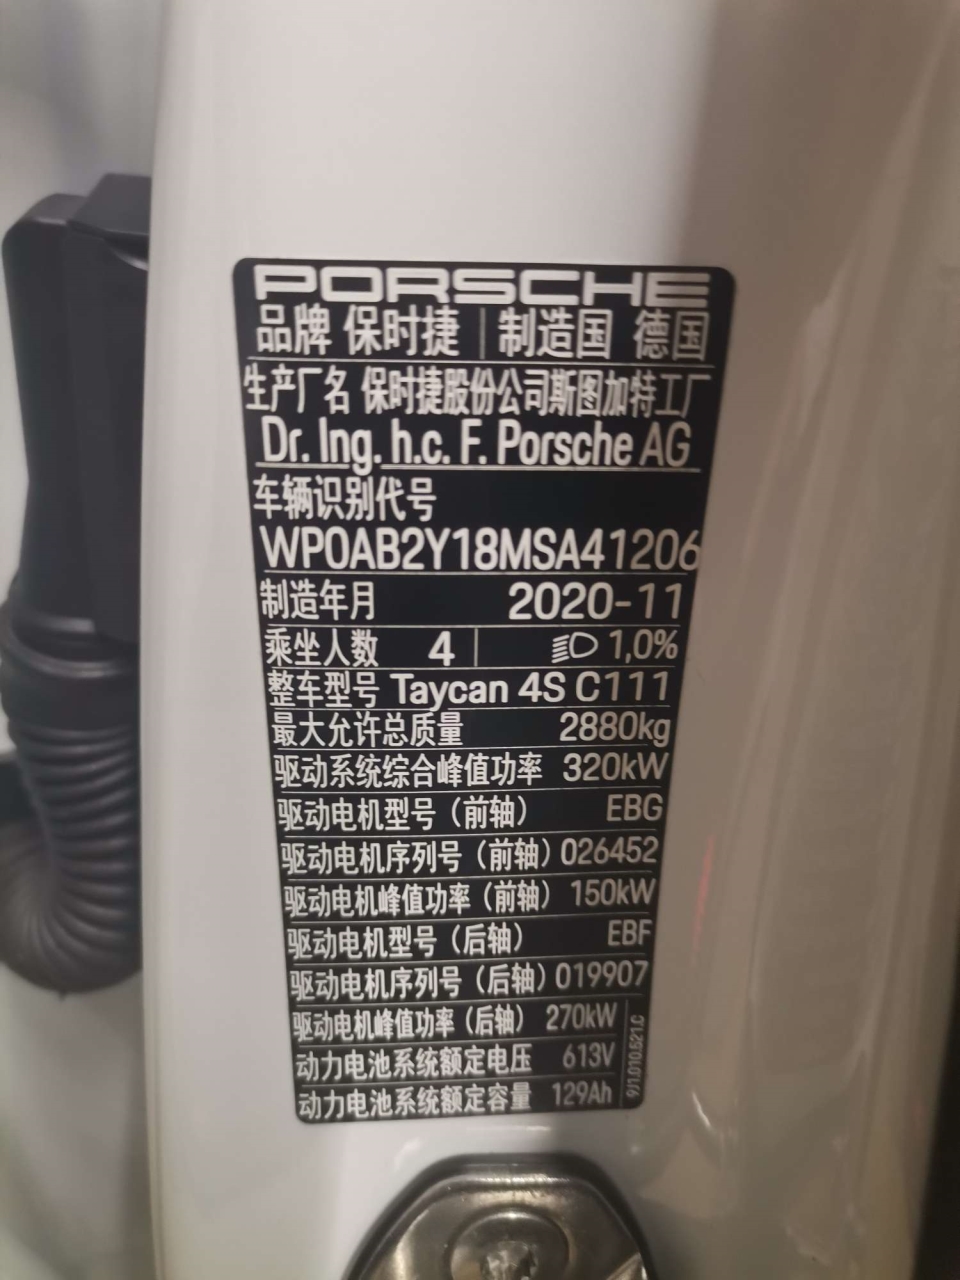 PORSCHE
品牌 保时捷 | 制造国 德国
生产厂名 保时捷股份公司斯图加特工厂
Dr. Ing. h.c. F. Porsche AG
车辆识别代号
WP0AB2Y18MSA41206
制造年月 2020-11
乘坐人数 4 | 1,0%
整车型号 Taycan 4S C111
最大允许总质量 2880kg
驱动系统综合峰值功率 320kW
驱动电机型号（前轴） EBG
驱动电机序列号（前轴） 026452
驱动电机峰值功率（前轴） 150kW
驱动电机型号（后轴） EBF
驱动电机序列号（后轴） 019907
驱动电机峰值功率（后轴） 270kW
动力电池系统额定电压 613V
动力电池系统额定容量 129Ah
9J1.010.521.C